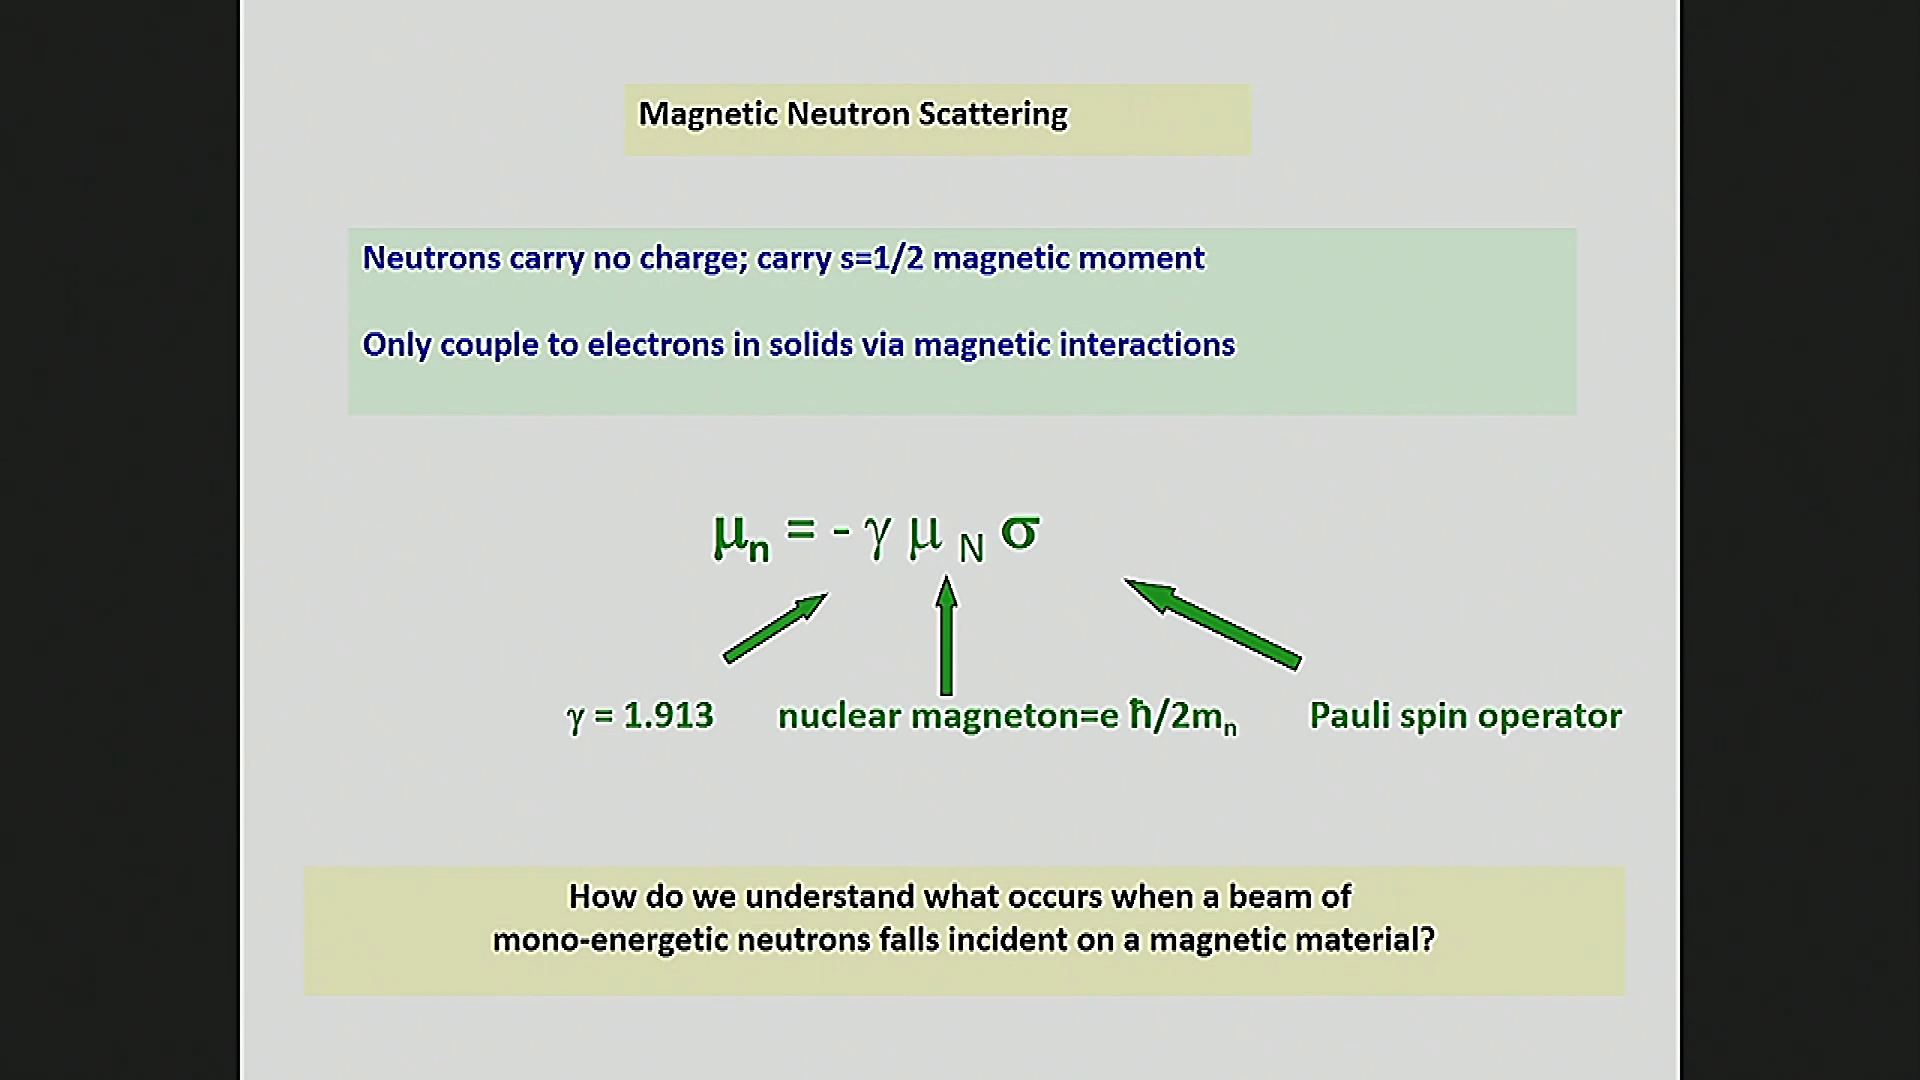 Magnetic Neutron Scattering
Neutrons carry no charge; carry s=1/2 magnetic moment
Only couple to electrons in solids via magnetic interactions
μn = - γ μ N σ
γ = 1.913
nuclear magneton=e ħ/2mn
Pauli spin operator
How do we understand what occurs when a beam of
mono-energetic neutrons falls incident on a magnetic material?